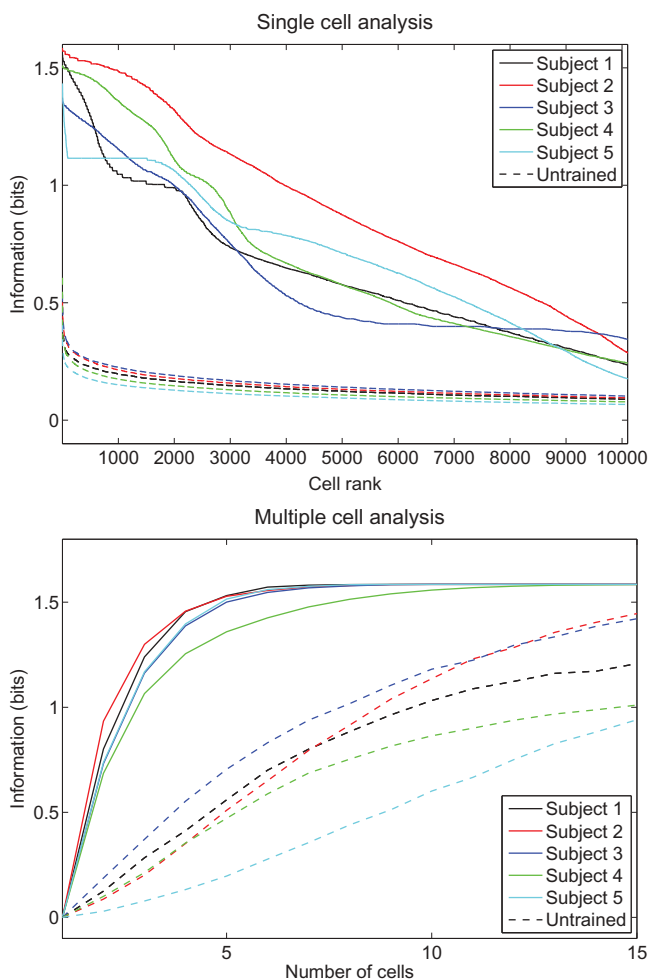 Single cell analysis
1.5
1
0.5
0
Information (bits)
Subject 1
Subject 2
Subject 3
Subject 4
Subject 5
Untrained
1000 2000 3000 4000 5000 6000 7000 8000 9000 10000
Cell rank
Multiple cell analysis
1.5
1
0.5
0
Information (bits)
Subject 1
Subject 2
Subject 3
Subject 4
Subject 5
Untrained
5 10 15
Number of cells